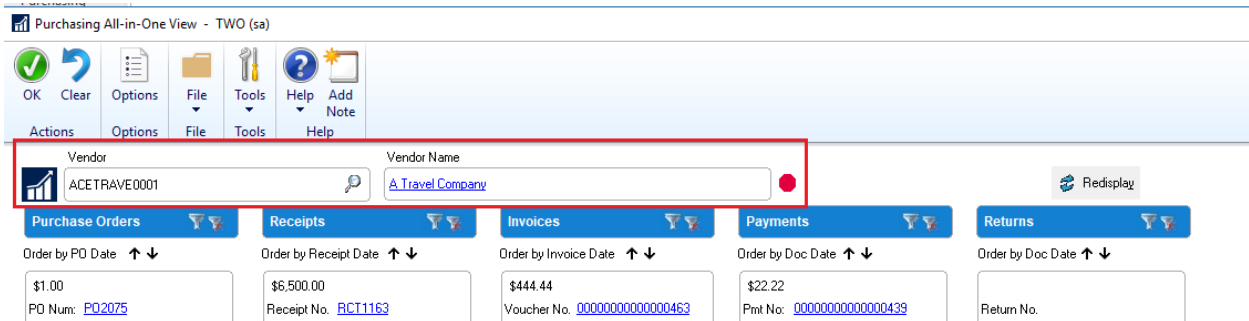 Purchasing
Purchasing All-in-One View - TWO (sa)
OK Clear Options File Tools Help Add Note
Actions Options File Tools Help
Vendor Vendor Name
ACETRAVE0001 A Travel Company
Redisplay
Purchase Orders Receipts Invoices Payments Returns
Order by PO Date Order by Receipt Date Order by Invoice Date Order by Doc Date Order by Doc Date
$1.00 $6,500.00 $444.44 $22.22
PO Num: PO2075 Receipt No. RCT1163 Voucher No. 00000000000000463 Pmt No: 00000000000000439 Return No.